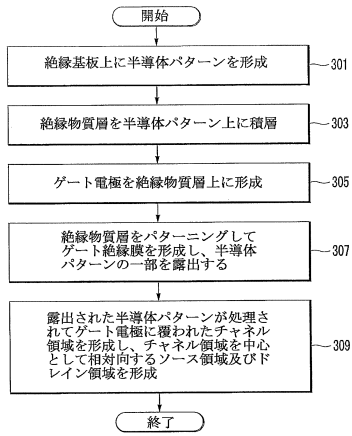 開始
絶縁基板上に半導体パターンを形成
301
絶縁物質層を半導体パターン上に積層
303
ゲート電極を絶縁物質層上に形成
305
絶縁物質層をパターニングして
ゲート絶縁膜を形成し、半導体
パターンの一部を露出する
307
露出された半導体パターンが処理さ
れてゲート電極に覆われたチャネル
領域を形成し、チャネル領域を中心
として相対向するソース領域及びド
レイン領域を形成
309
終了